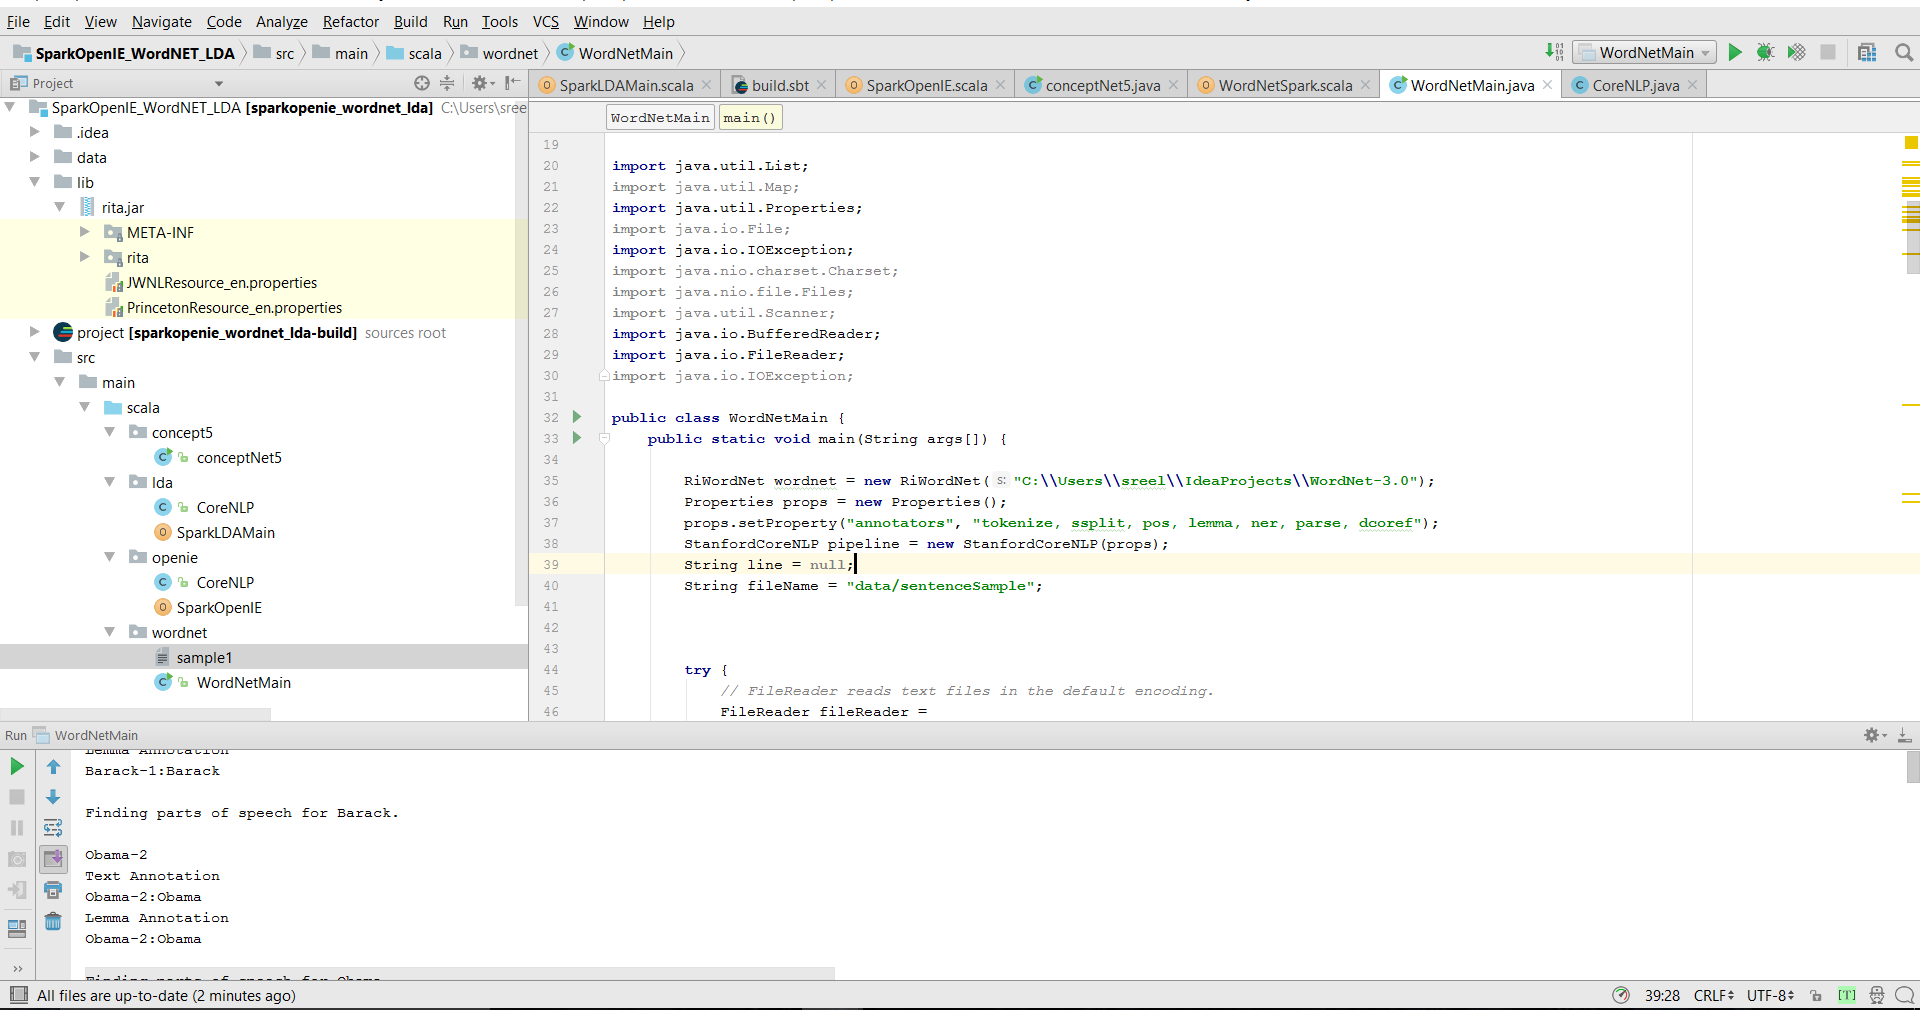 File Edit View Navigate Code Analyze Refactor Build Run Tools VCS Window Help
SparkOpenIE_WordNET_LDA src main scala wordnet WordNetMain
WordNetMain
Project
SparkLDAMain.scala build.sbt SparkOpenIE.scala conceptNet5.java WordNetSpark.scala WordNetMain.java CoreNLP.java
SparkOpenIE_WordNET_LDA [sparkopenie_wordnet_lda] C:\Users\sree
.idea
data
lib
rita.jar
META-INF
rita
JWNLResource_en.properties
PrincetonResource_en.properties
project [sparkopenie_wordnet_lda-build] sources root
src
main
scala
concept5
conceptNet5
lda
CoreNLP
SparkLDAMain
openie
CoreNLP
SparkOpenIE
wordnet
sample1
WordNetMain
WordNetMain main()
19
20 import java.util.List;
21 import java.util.Map;
22 import java.util.Properties;
23 import java.io.File;
24 import java.io.IOException;
25 import java.nio.charset.Charset;
26 import java.nio.file.Files;
27 import java.util.Scanner;
28 import java.io.BufferedReader;
29 import java.io.FileReader;
30 import java.io.IOException;
31
32 public class WordNetMain {
33 public static void main(String args[]) {
34
35 RiWordNet wordnet = new RiWordNet( s: "C:\\Users\\sreel\\IdeaProjects\\WordNet-3.0");
36 Properties props = new Properties();
37 props.setProperty("annotators", "tokenize, ssplit, pos, lemma, ner, parse, dcoref");
38 StanfordCoreNLP pipeline = new StanfordCoreNLP(props);
39 String line = null;
40 String fileName = "data/sentenceSample";
41
42
43
44 try {
45 // FileReader reads text files in the default encoding.
46 FileReader fileReader =
Run WordNetMain
Lemma Annotation
Barack-1:Barack
Finding parts of speech for Barack.
Obama-2
Text Annotation
Obama-2:Obama
Lemma Annotation
Obama-2:Obama
Finding parts of speech for Obama
All files are up-to-date (2 minutes ago)
39:28 CRLF UTF-8 [T]